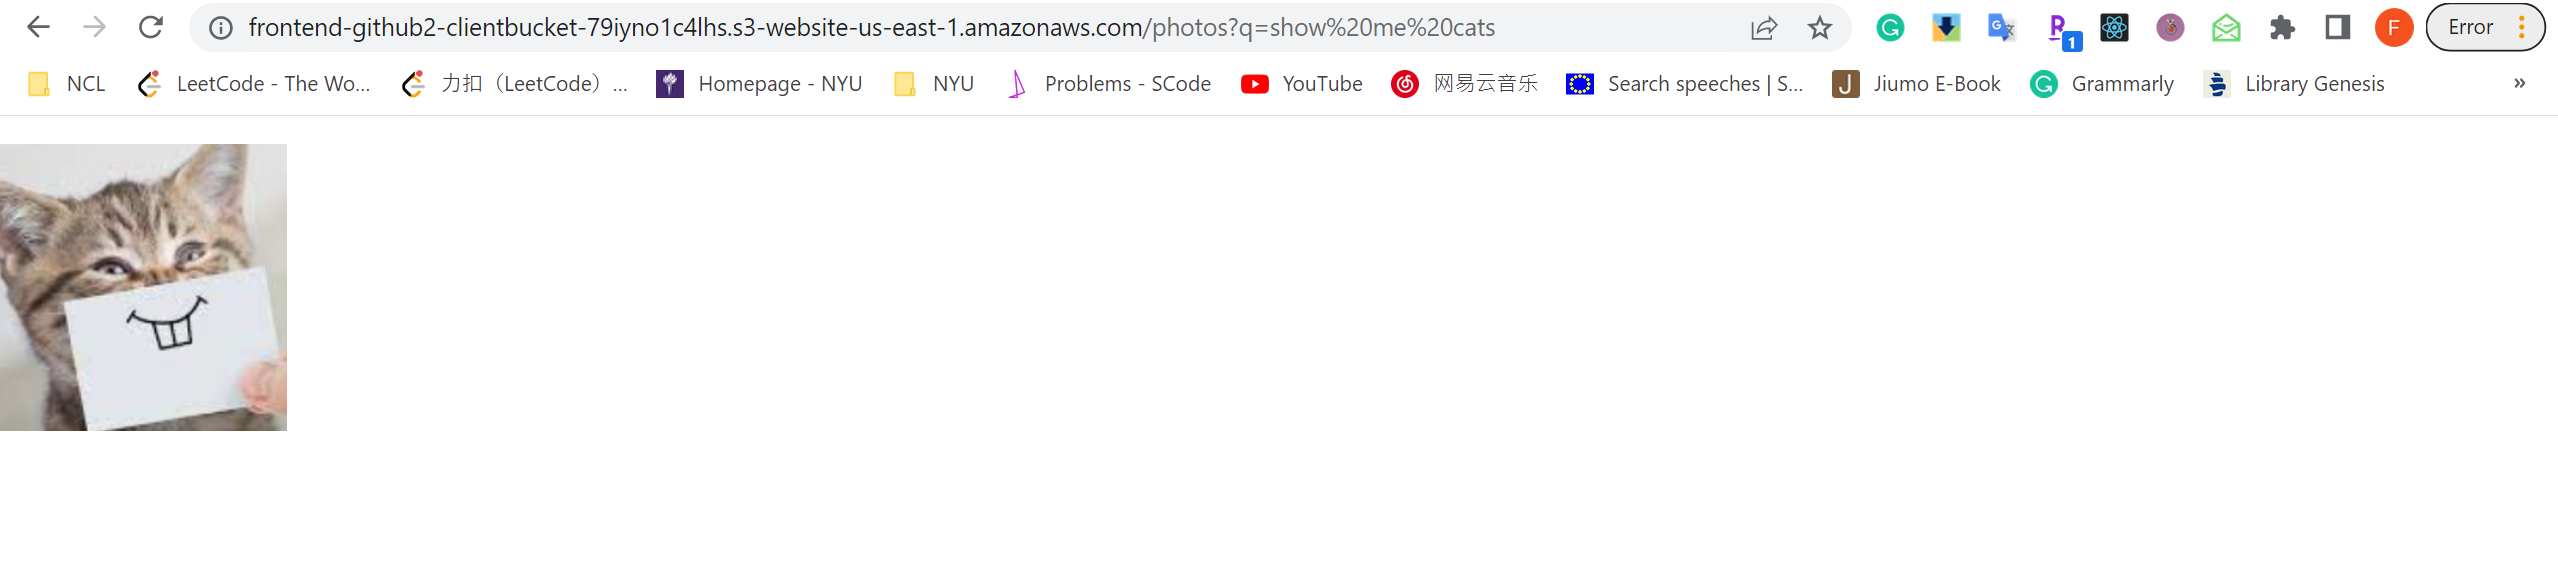 frontend-github2-clientbucket-79iyno1c4lhs.s3-website-us-east-1.amazonaws.com/photos?q=show%20me%20cats
1
F
Error
NCL
LeetCode - The Wo...
力扣（LeetCode）...
Homepage - NYU
NYU
Problems - SCode
YouTube
网易云音乐
Search speeches | S...
J
Jiumo E-Book
Grammarly
Library Genesis
»